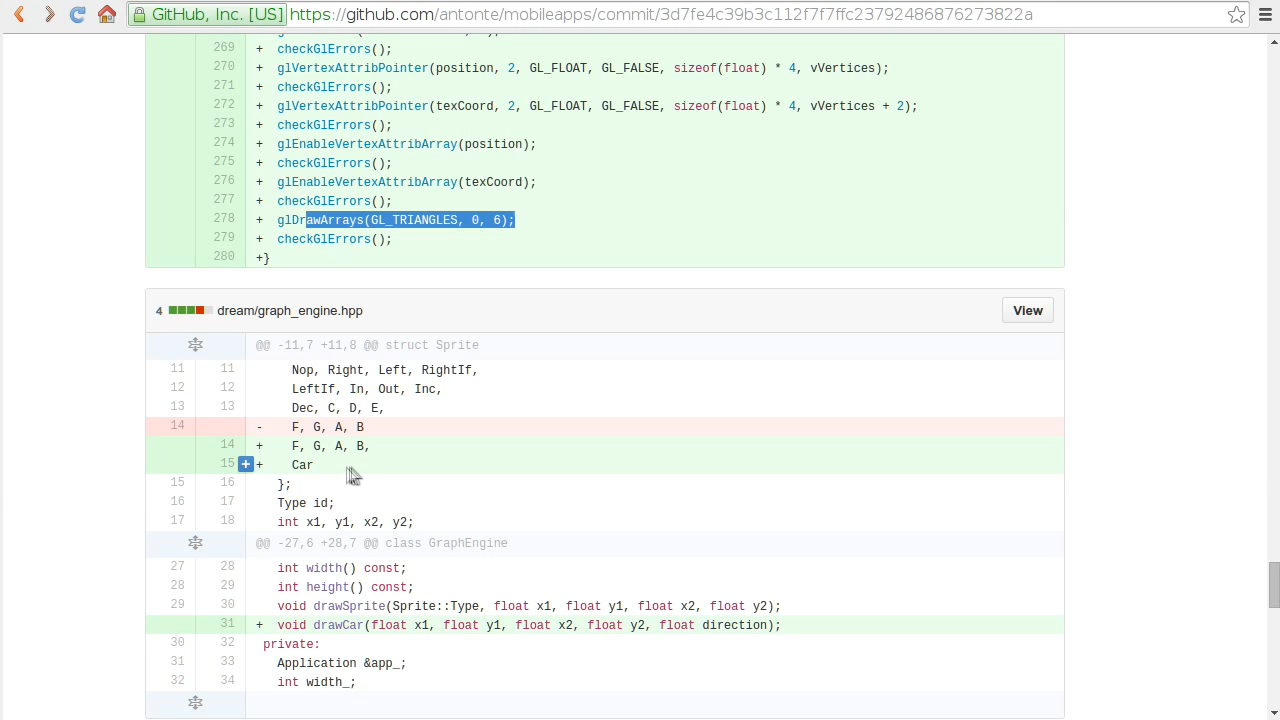 GitHub, Inc. [US] https://github.com/antonte/mobileapps/commit/3d7fe4c39b3c112f7f7ffc23792486876273822a
269 + checkGlErrors();
270 + glVertexAttribPointer(position, 2, GL_FLOAT, GL_FALSE, sizeof(float) * 4, vVertices);
271 + checkGlErrors();
272 + glVertexAttribPointer(texCoord, 2, GL_FLOAT, GL_FALSE, sizeof(float) * 4, vVertices + 2);
273 + checkGlErrors();
274 + glEnableVertexAttribArray(position);
275 + checkGlErrors();
276 + glEnableVertexAttribArray(texCoord);
277 + checkGlErrors();
278 + glDrawArrays(GL_TRIANGLES, 0, 6);
279 + checkGlErrors();
280 +}
4 dream/graph_engine.hpp View
@@ -11,7 +11,8 @@ struct Sprite
11 11 Nop, Right, Left, RightIf,
12 12 LeftIf, In, Out, Inc,
13 13 Dec, C, D, E,
14 - F, G, A, B
14 + F, G, A, B,
15 + + Car
15 16 };
16 17 Type id;
17 18 int x1, y1, x2, y2;
@@ -27,6 +28,7 @@ class GraphEngine
27 28 int width() const;
28 29 int height() const;
29 30 void drawSprite(Sprite::Type, float x1, float y1, float x2, float y2);
31 + void drawCar(float x1, float y1, float x2, float y2, float direction);
30 32 private:
31 33 Application &app_;
32 34 int width_;